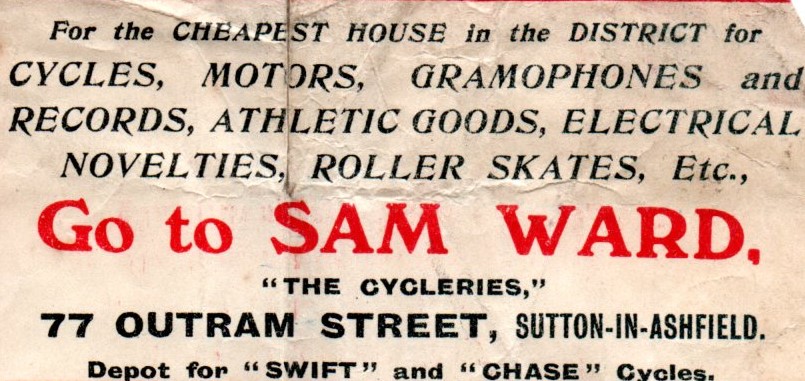 For the CHEAPEST HOUSE in the DISTRICT for
CYCLES, MOTORS, GRAMOPHONES and
RECORDS, ATHLETIC GOODS, ELECTRICAL
NOVELTIES, ROLLER SKATES, Etc.,
Go to SAM WARD,
"THE CYCLERIES,"
77 OUTRAM STREET, SUTTON-IN-ASHFIELD.
Depot for "SWIFT" and "CHASE" Cycles.